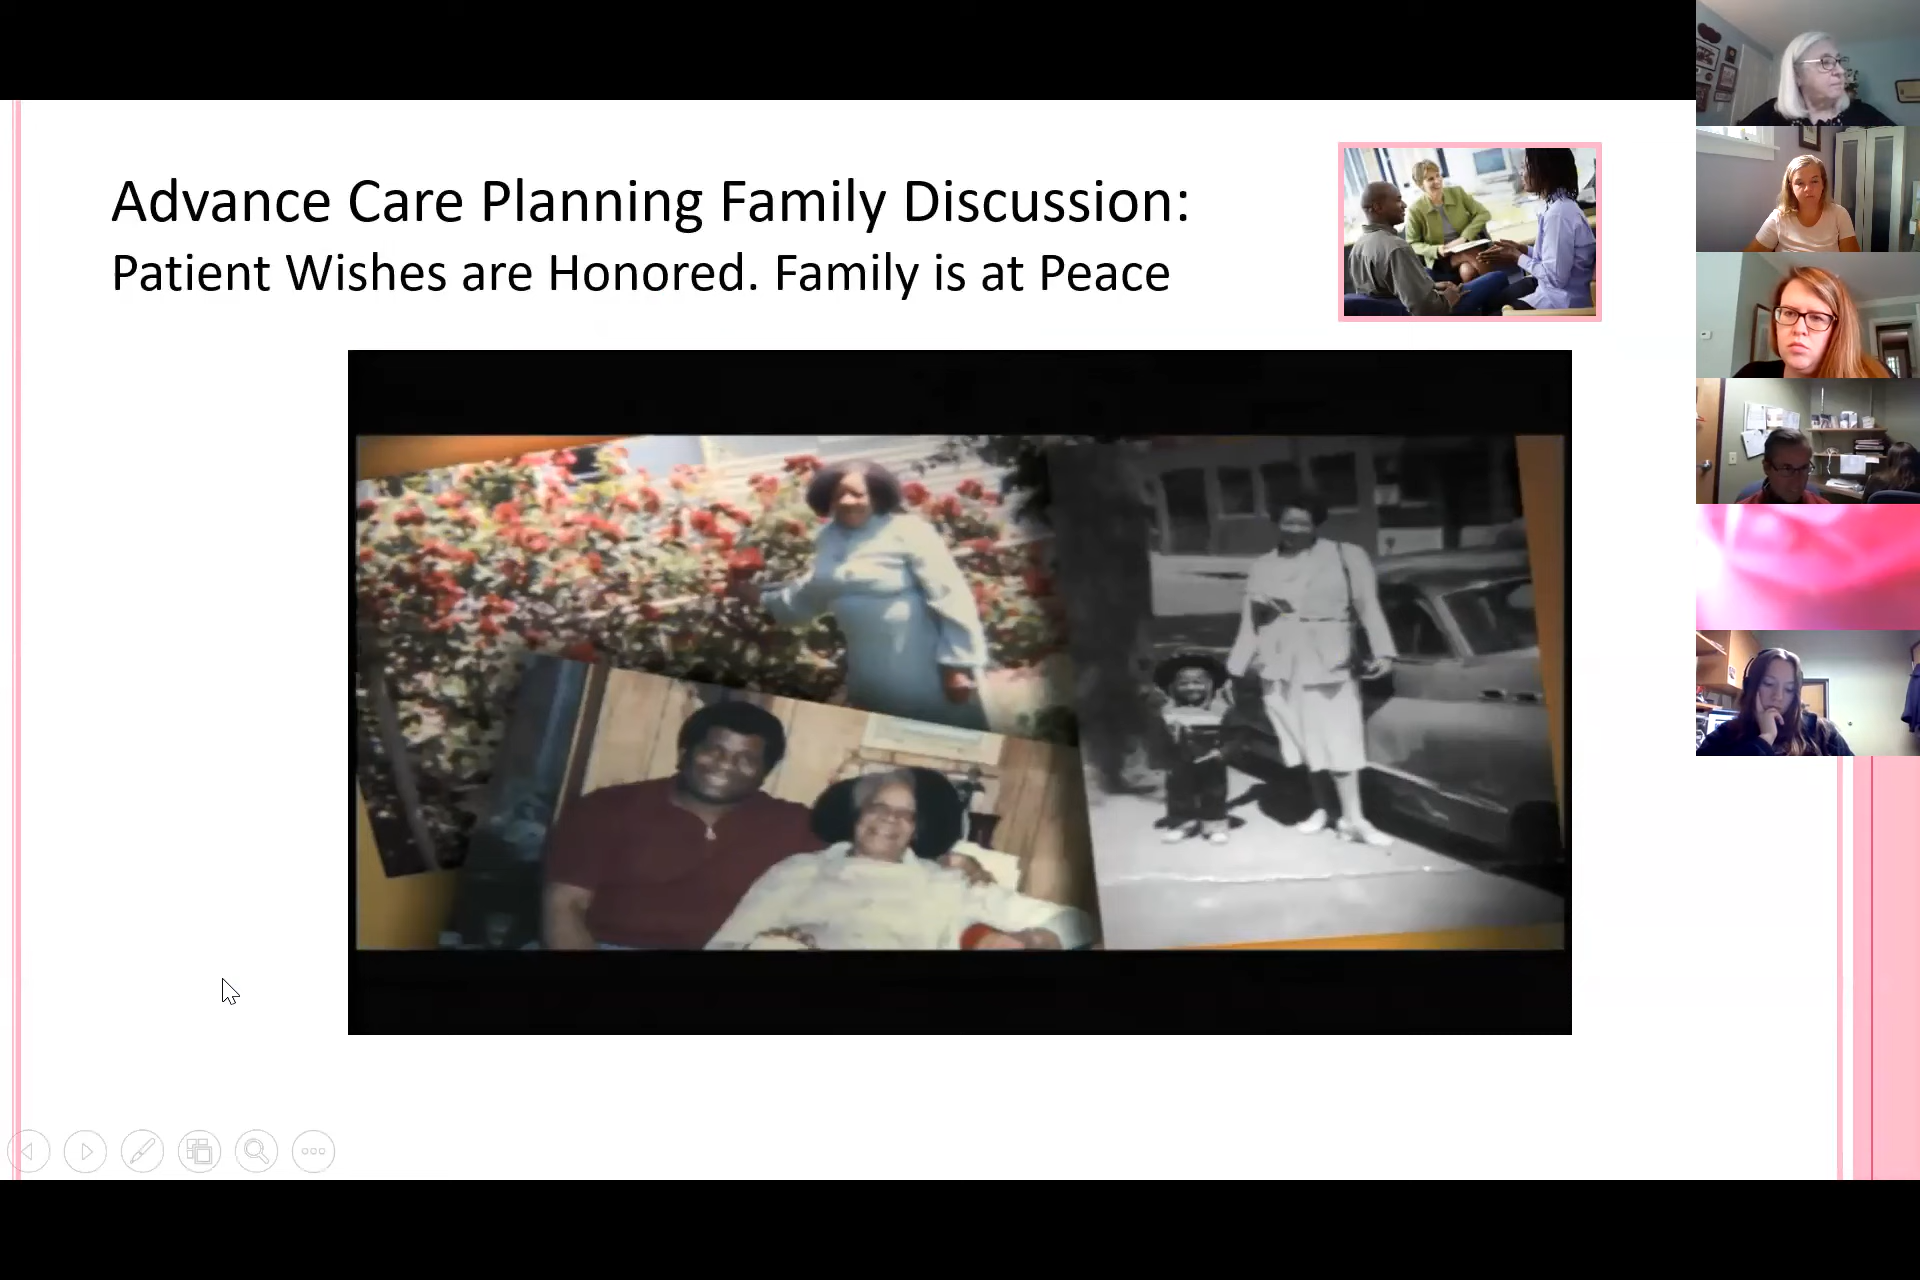 Advance Care Planning Family Discussion:
Patient Wishes are Honored. Family is at Peace